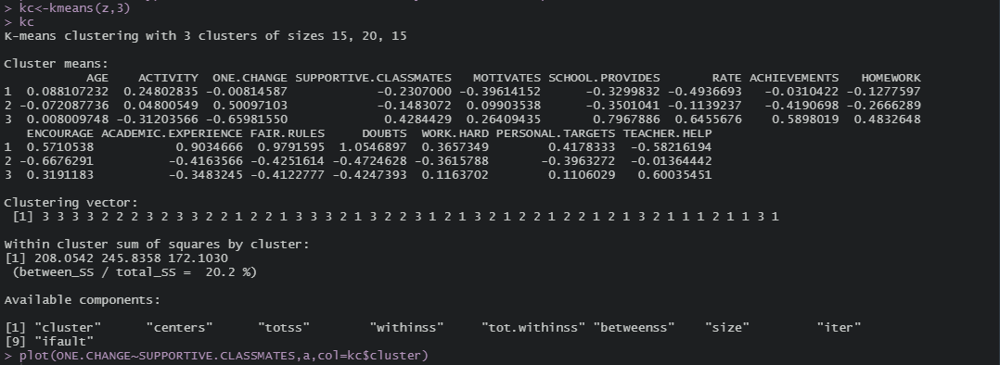 > kc<-kmeans(z,3)
> kc
K-means clustering with 3 clusters of sizes 15, 20, 15
Cluster means:
AGE ACTIVITY ONE.CHANGE SUPPORTIVE.CLASSMATES MOTIVATES SCHOOL.PROVIDES RATE ACHIEVEMENTS HOMEWORK
1 0.088107232 0.24802835 -0.00814587 -0.2307000 -0.39614152 -0.3299832 -0.4936693 -0.0310422 -0.1277597
2 -0.072087736 0.04800549 0.50097103 -0.1483072 0.09903538 -0.3501041 -0.1139237 -0.4190698 -0.2666289
3 0.008009748 -0.31203566 -0.65981550 0.4284429 0.26409435 0.7967886 0.6455676 0.5898019 0.4832648
ENCOURAGE ACADEMIC.EXPERIENCE FAIR.RULES DOUBTS WORK.HARD PERSONAL.TARGETS TEACHER.HELP
1 0.5710538 0.9034666 0.9791595 1.0546897 0.3657349 0.4178333 -0.58216194
2 -0.6676291 -0.4163566 -0.4251614 -0.4724628 -0.3615788 -0.3963272 -0.01364442
3 0.3191183 -0.3483245 -0.4122777 -0.4247393 0.1163702 0.1106029 0.60035451
Clustering vector:
[1] 3 3 3 3 2 2 2 3 2 3 3 2 2 1 2 2 1 3 3 3 2 1 3 2 2 3 1 2 1 3 2 1 2 2 1 2 2 1 2 1 3 2 1 1 1 2 1 1 3 1
Within cluster sum of squares by cluster:
[1] 208.0542 245.8358 172.1030
(between_SS / total_SS = 20.2 %)
Available components:
[1] "cluster" "centers" "totss" "withinss" "tot.withinss" "betweenss" "size" "iter"
[9] "ifault"
> plot(ONE.CHANGE~SUPPORTIVE.CLASSMATES,a,col=kc$cluster)